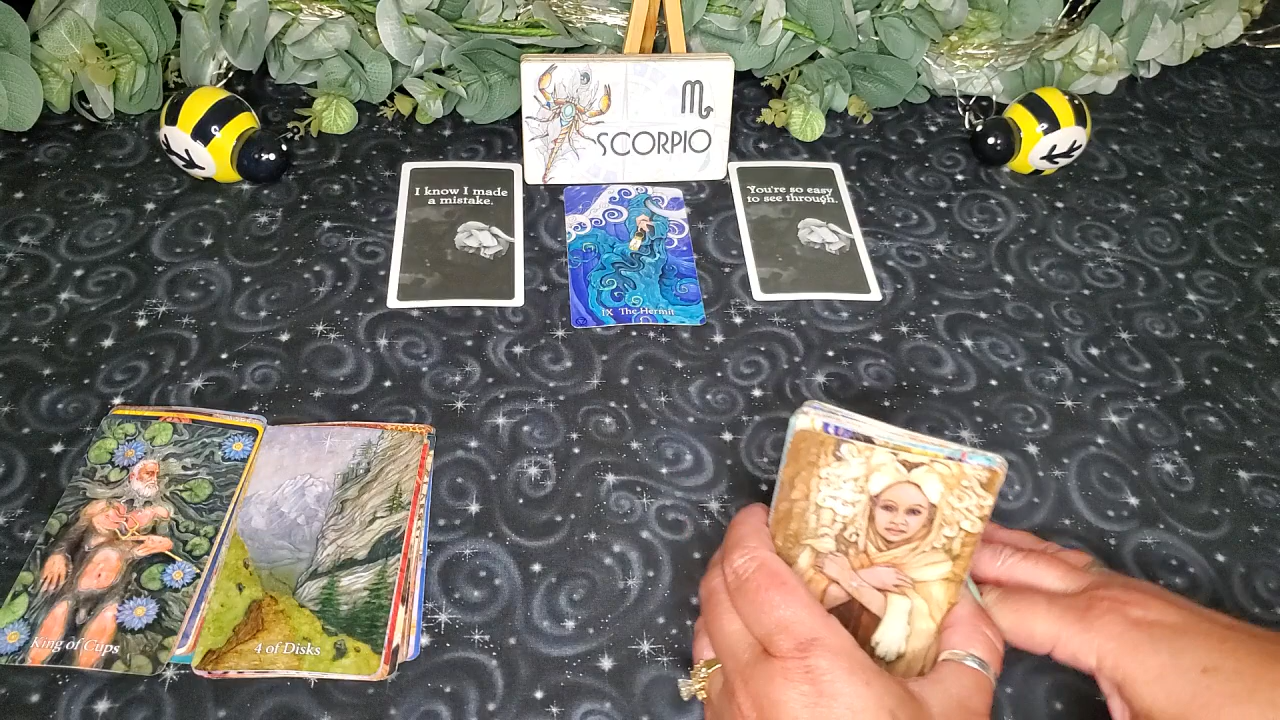 ♏
SCORPIO
I know I made
a mistake.
You're so easy
to see through.
IX The Hermit
King of Cups
4 of Disks